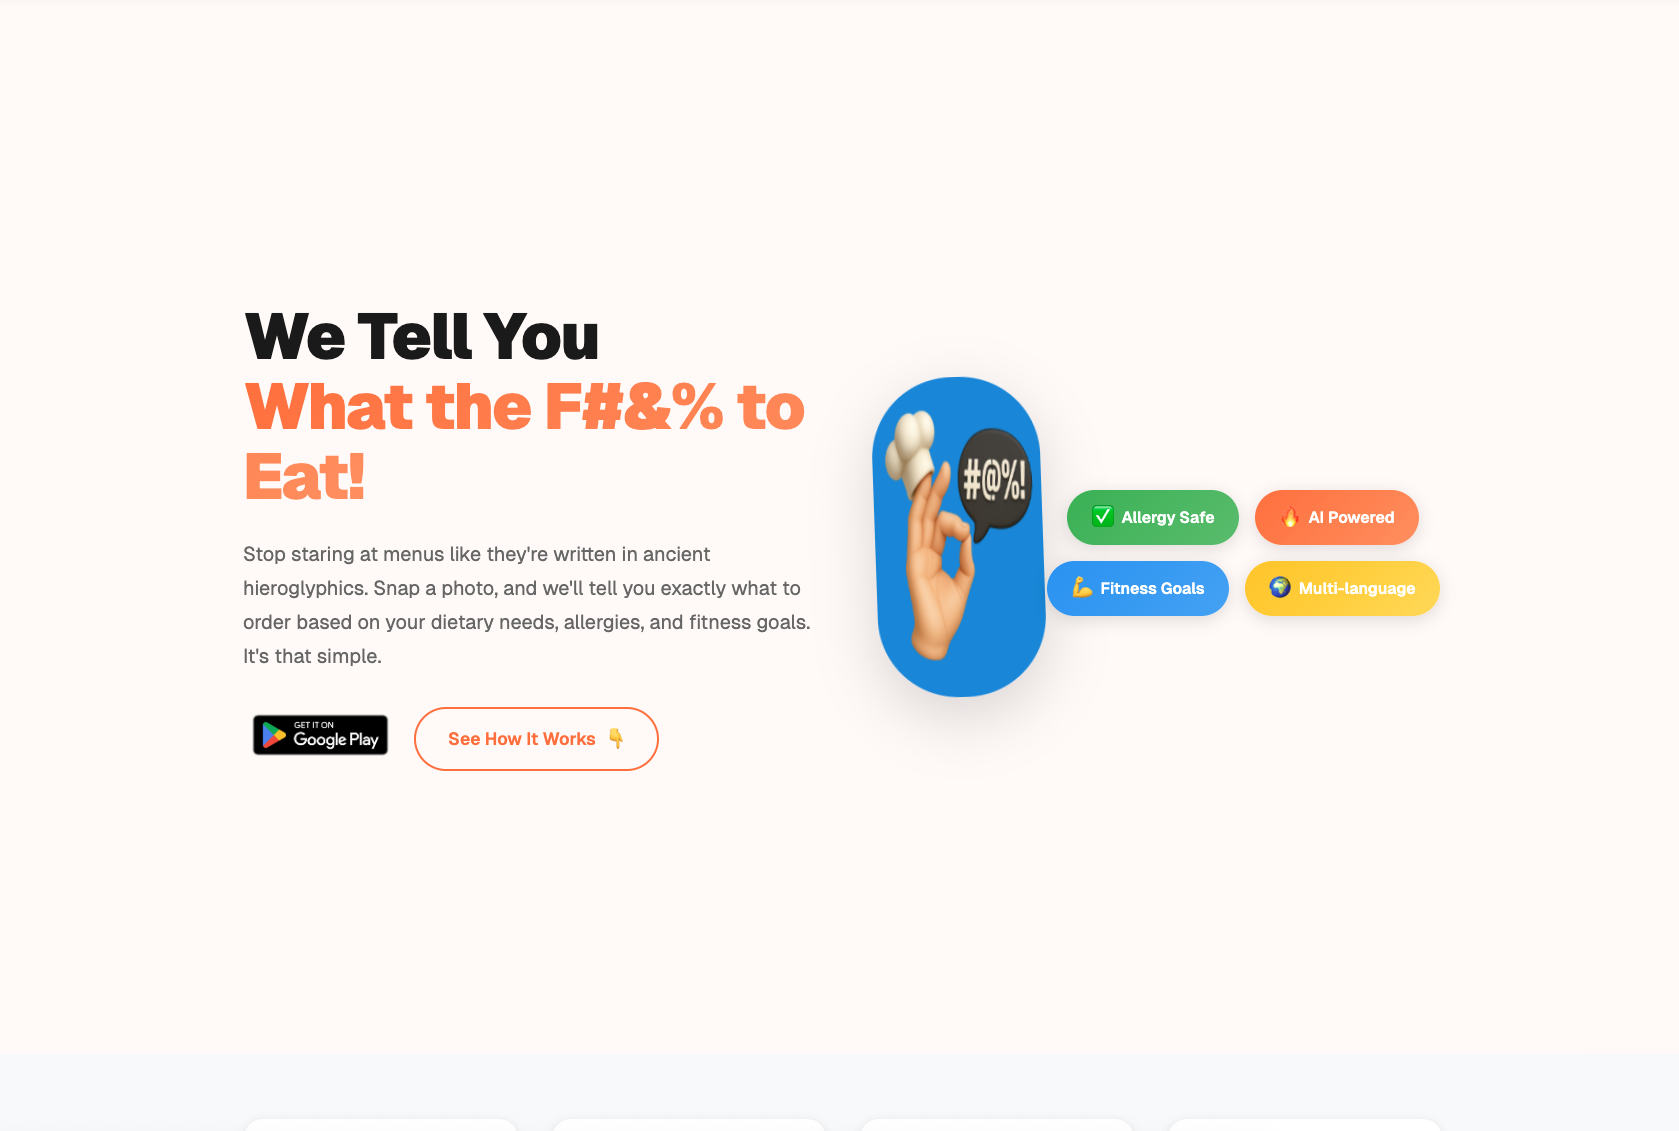 We Tell You
What the F#&% to
Eat!
Stop staring at menus like they're written in ancient
hieroglyphics. Snap a photo, and we'll tell you exactly what to
order based on your dietary needs, allergies, and fitness goals.
It's that simple.
GET IT ON
Google Play
See How It Works
#@%!
Allergy Safe
AI Powered
Fitness Goals
Multi-language